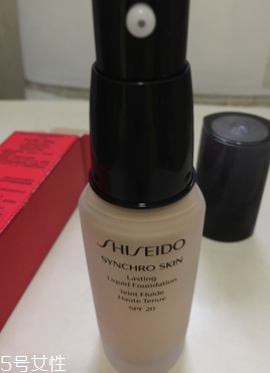 SHISEIDO
SYNCHRO SKIN
Lasting
Liquid Foundation
Teint Fluide
Haute Tenue
SPF 20
5号女性